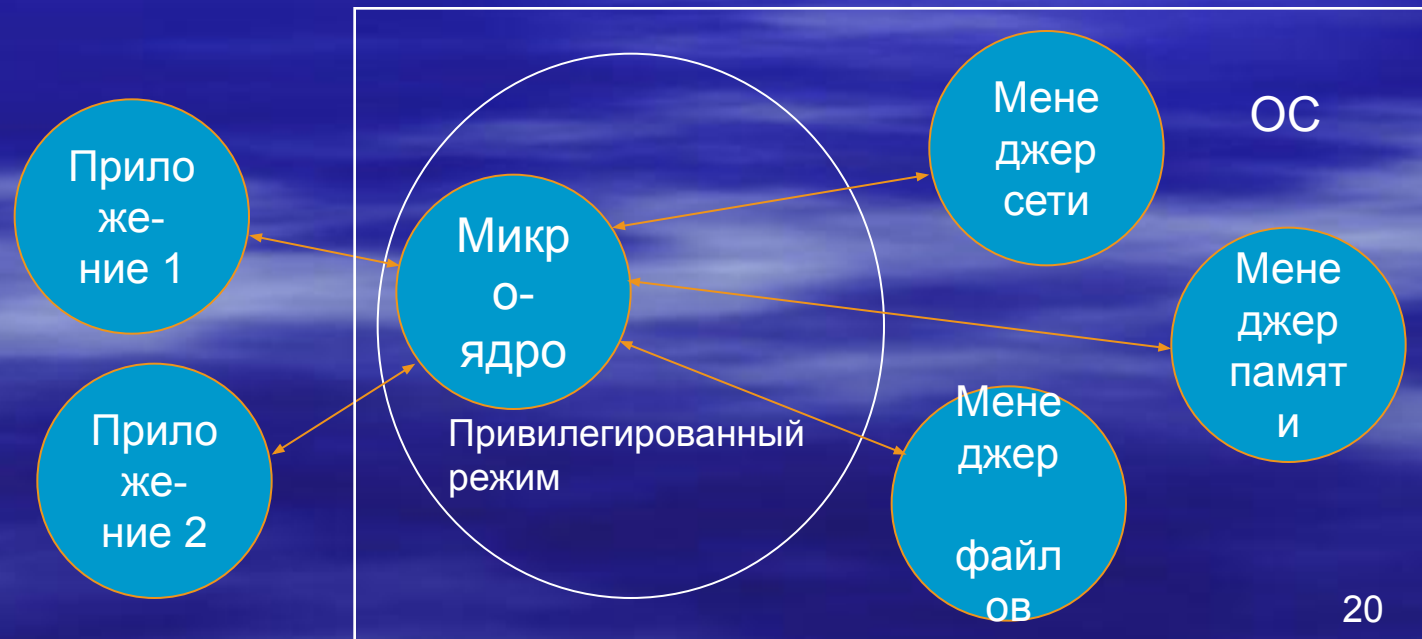 Прило
же-
ние 1
Прило
же-
ние 2
Микр
о-
ядро
Привилегированный
режим
Мене
джер
сети
ОС
Мене
джер
памят
и
Мене
джер
файл
ов
20